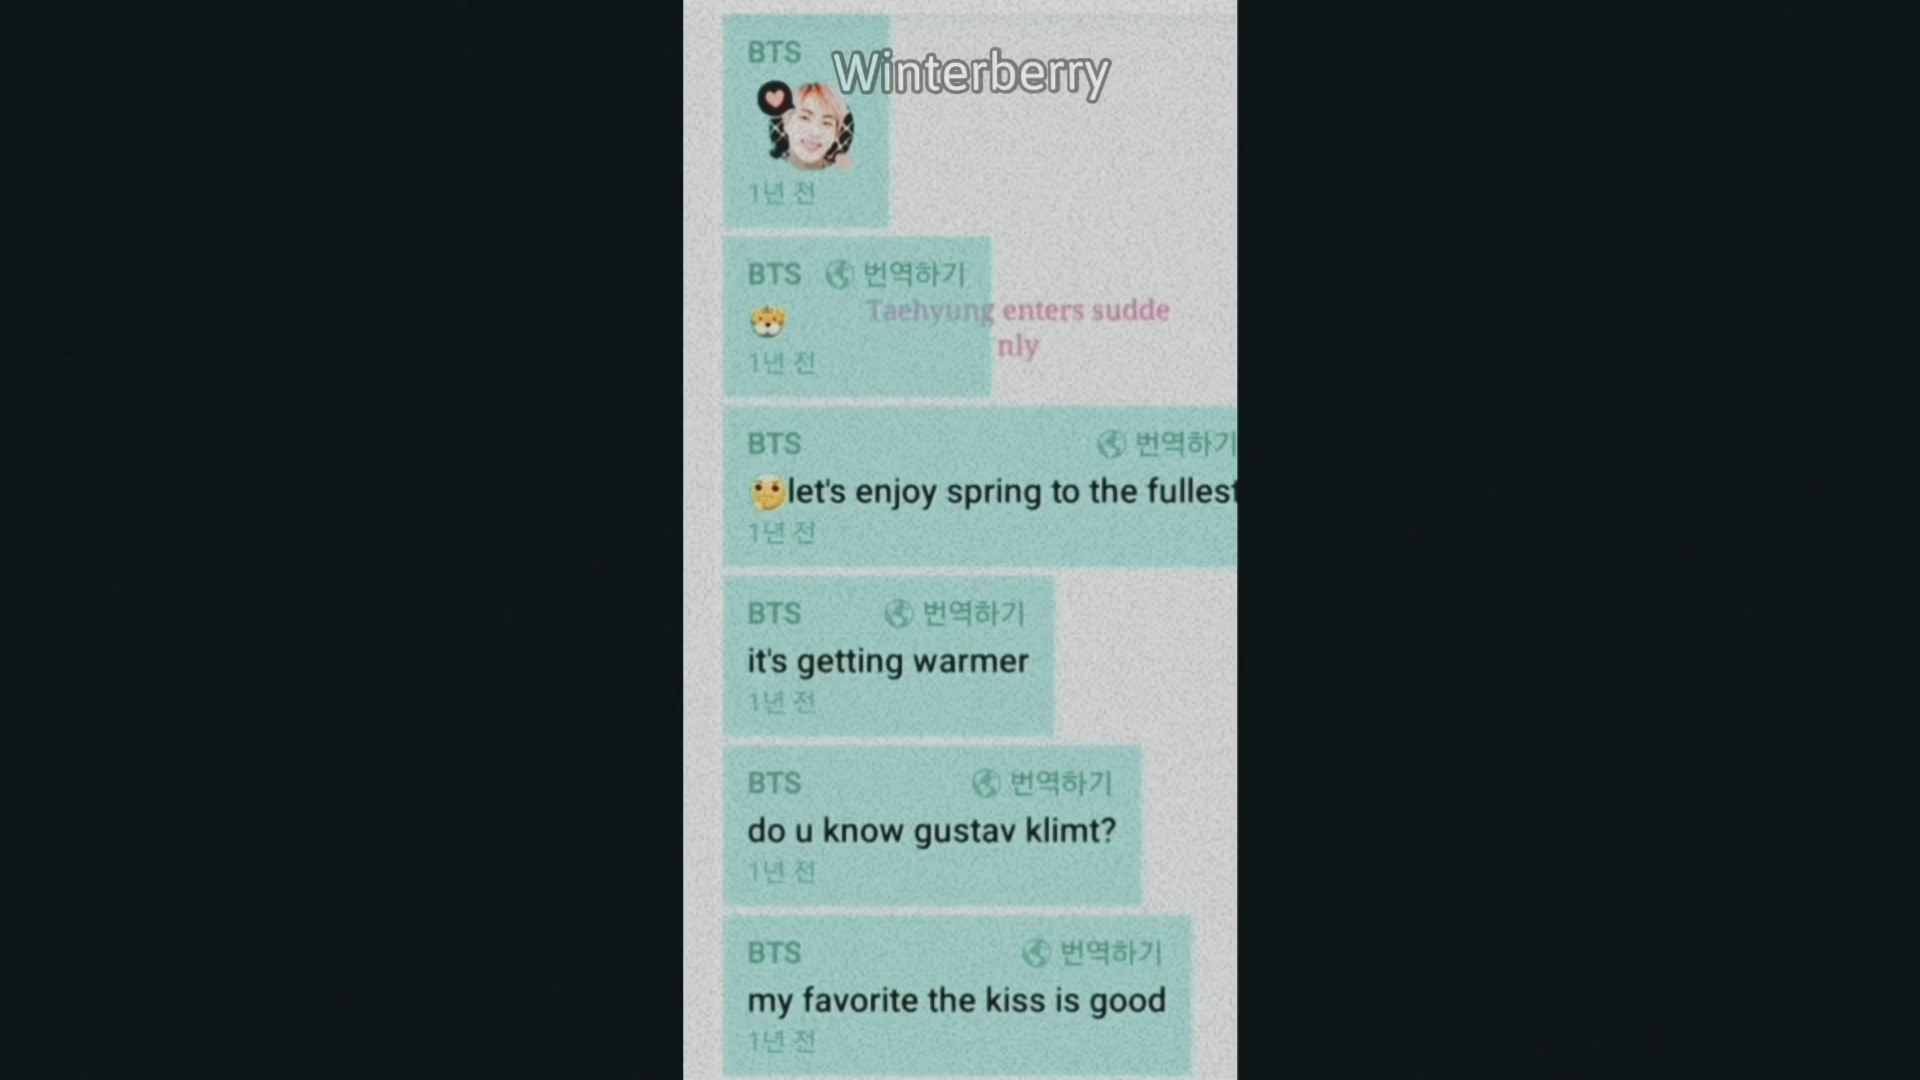 BTS
Winterberry
1년 전
BTS 번역하기
Taehyung enters sudde
nly
1년 전
BTS 번역하기
let's enjoy spring to the fullest
1년 전
BTS 번역하기
it's getting warmer
1년 전
BTS 번역하기
do u know gustav klimt?
1년 전
BTS 번역하기
my favorite the kiss is good
1년 전